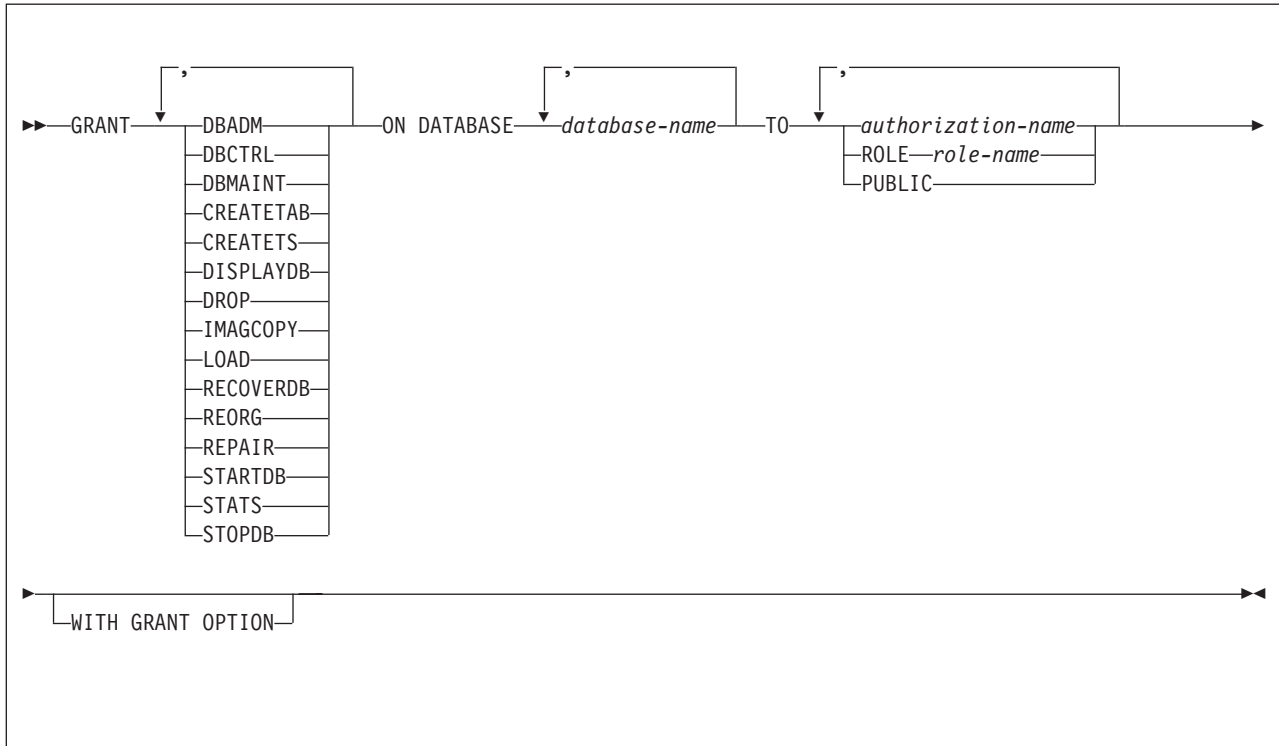 , , ,
GRANT DBADM ON DATABASE database-name TO authorization-name
DBCTRL ROLE role-name
DBMAINT PUBLIC
CREATETAB
CREATETS
DISPLAYDB
DROP
IMAGCOPY
LOAD
RECOVERDB
REORG
REPAIR
STARTDB
STATS
STOPDB
WITH GRANT OPTION